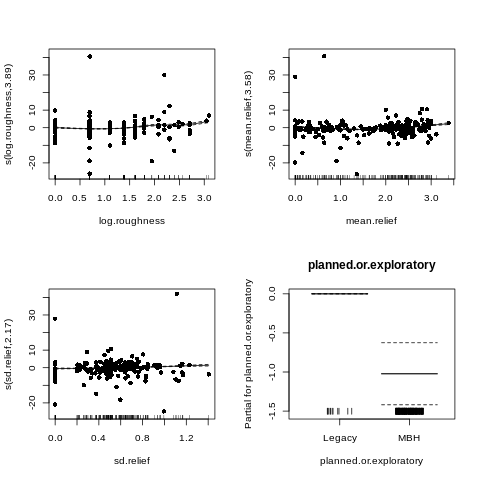 s(log.roughness,3.89)
30
10
0
-20
0.0 0.5 1.0 1.5 2.0 2.5 3.0
log.roughness
s(mean.relief,3.58)
30
10
0
-20
0.0 1.0 2.0 3.0
mean.relief
s(sd.relief,2.17)
30
10
0
-20
0.0 0.4 0.8 1.2
sd.relief
planned.or.exploratory
Partial for planned.or.exploratory
0.0
-0.5
-1.0
-1.5
Legacy MBH
planned.or.exploratory